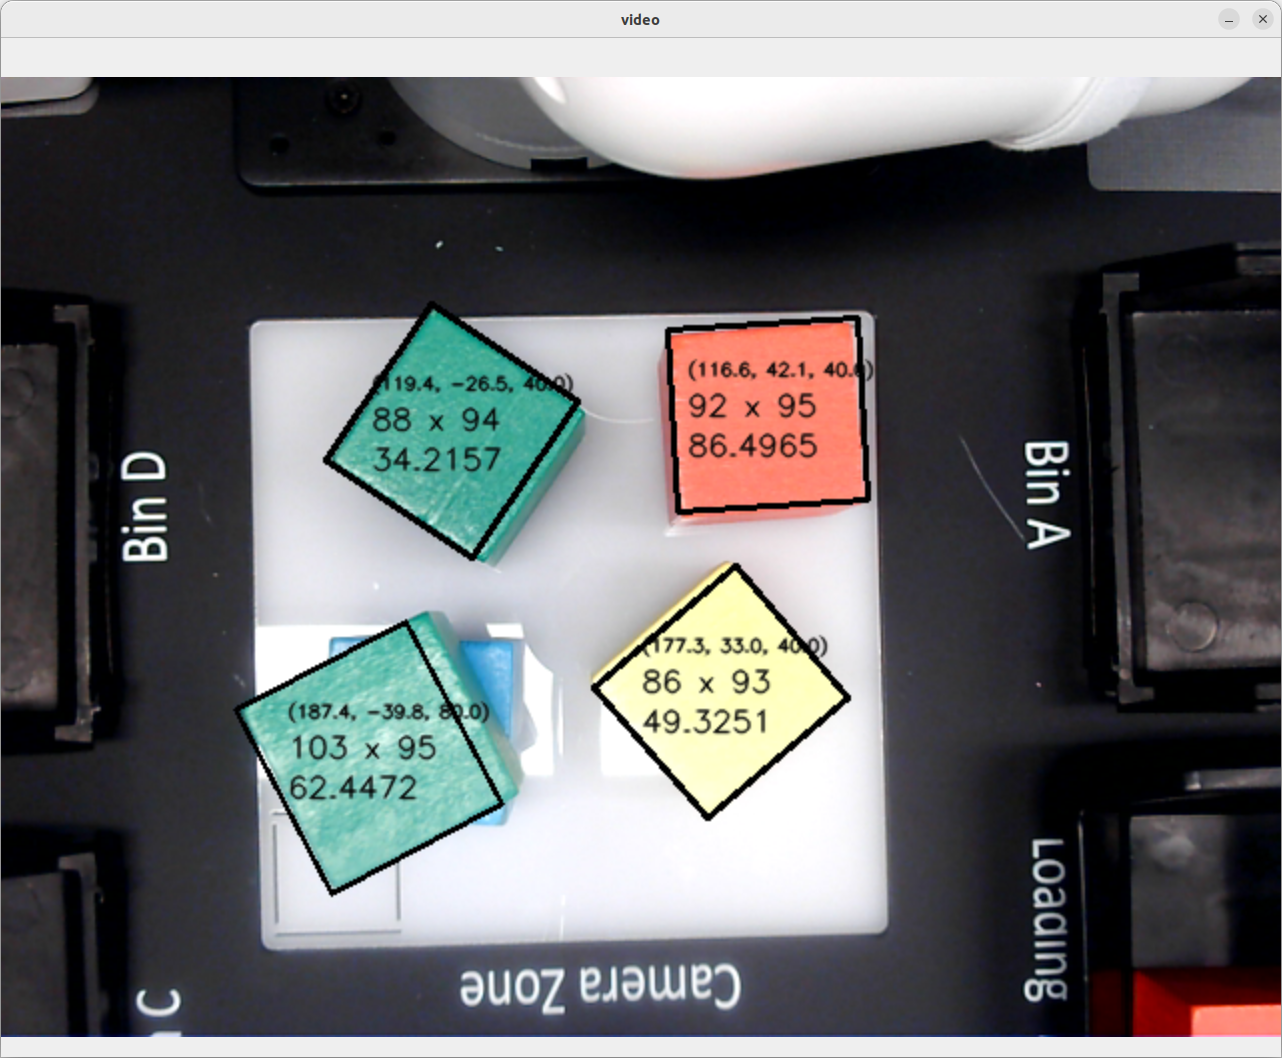 video
(119.4, −26.5, 40.0)
88 x 94
34.2157
(116.6, 42.1, 40.0)
92 x 95
86.4965
Bin D
Bin A
(177.3, 33.0, 40.0)
86 x 93
49.3251
(187.4, −39.8, 80.0)
103 x 95
62.4472
Loading
Camera Zone
C